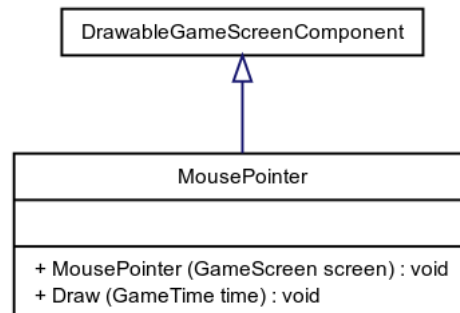 DrawableGameScreenComponent
MousePointer
+ MousePointer (GameScreen screen) : void
+ Draw (GameTime time) : void